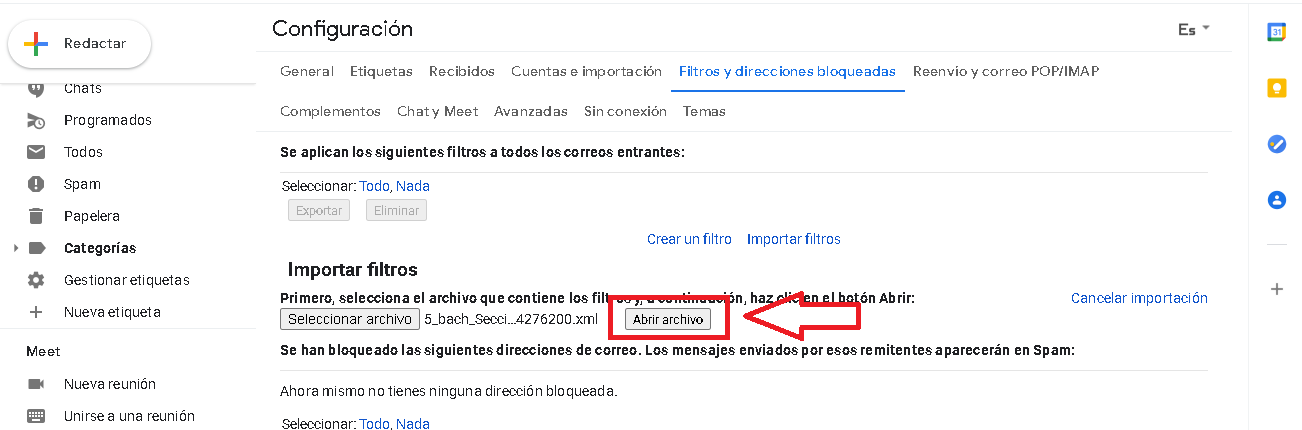 Redactar
Chats
Programados
Todos
Spam
Papelera
Categorías
Gestionar etiquetas
Nueva etiqueta
Meet
Nueva reunión
Unirse a una reunión
Configuración
Es
General Etiquetas Recibidos Cuentas e importación Filtros y direcciones bloqueadas Reenvío y correo POP/IMAP
Complementos Chat y Meet Avanzadas Sin conexión Temas
Se aplican los siguientes filtros a todos los correos entrantes:
Seleccionar: Todo, Nada
Exportar Eliminar
Crear un filtro Importar filtros
Importar filtros
Primero, selecciona el archivo que contiene los filtros y, a continuación, haz clic en el botón Abrir: Cancelar importación
Seleccionar archivo 5_bach_Secci...4276200.xml Abrir archivo
Se han bloqueado las siguientes direcciones de correo. Los mensajes enviados por esos remitentes aparecerán en Spam:
Ahora mismo no tienes ninguna dirección bloqueada.
Seleccionar: Todo, Nada
31